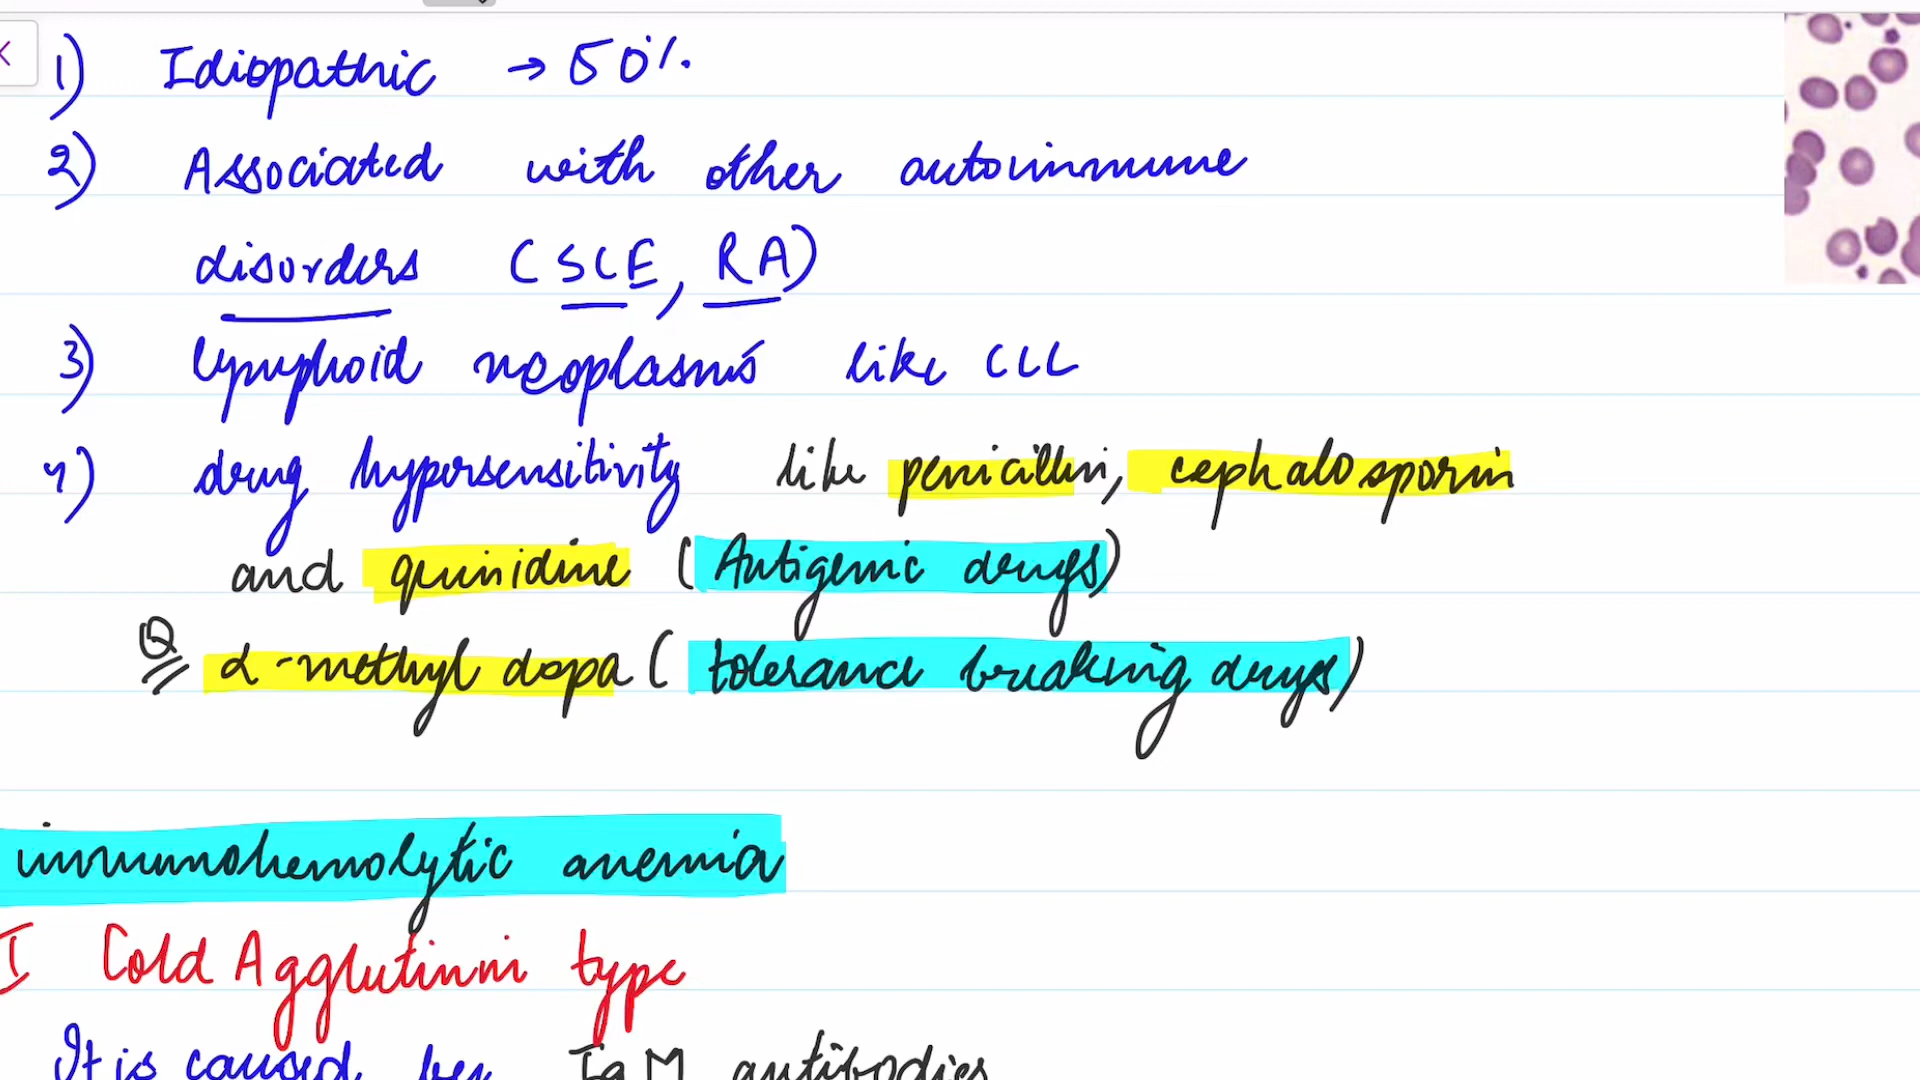 1) Idiopathic → 50%
2) Associated with other autoimmune
disorders (SLE, RA)
3) lymphoid neoplasms like CLL
4) drug hypersensitivity like penicillin, cephalosporin
and quinidine (Antigenic drugs)
Q α-methyl dopa (tolerance breaking drugs)
immunohemolytic anemia
I Cold Agglutinin type
It is caused by IgM antibodies